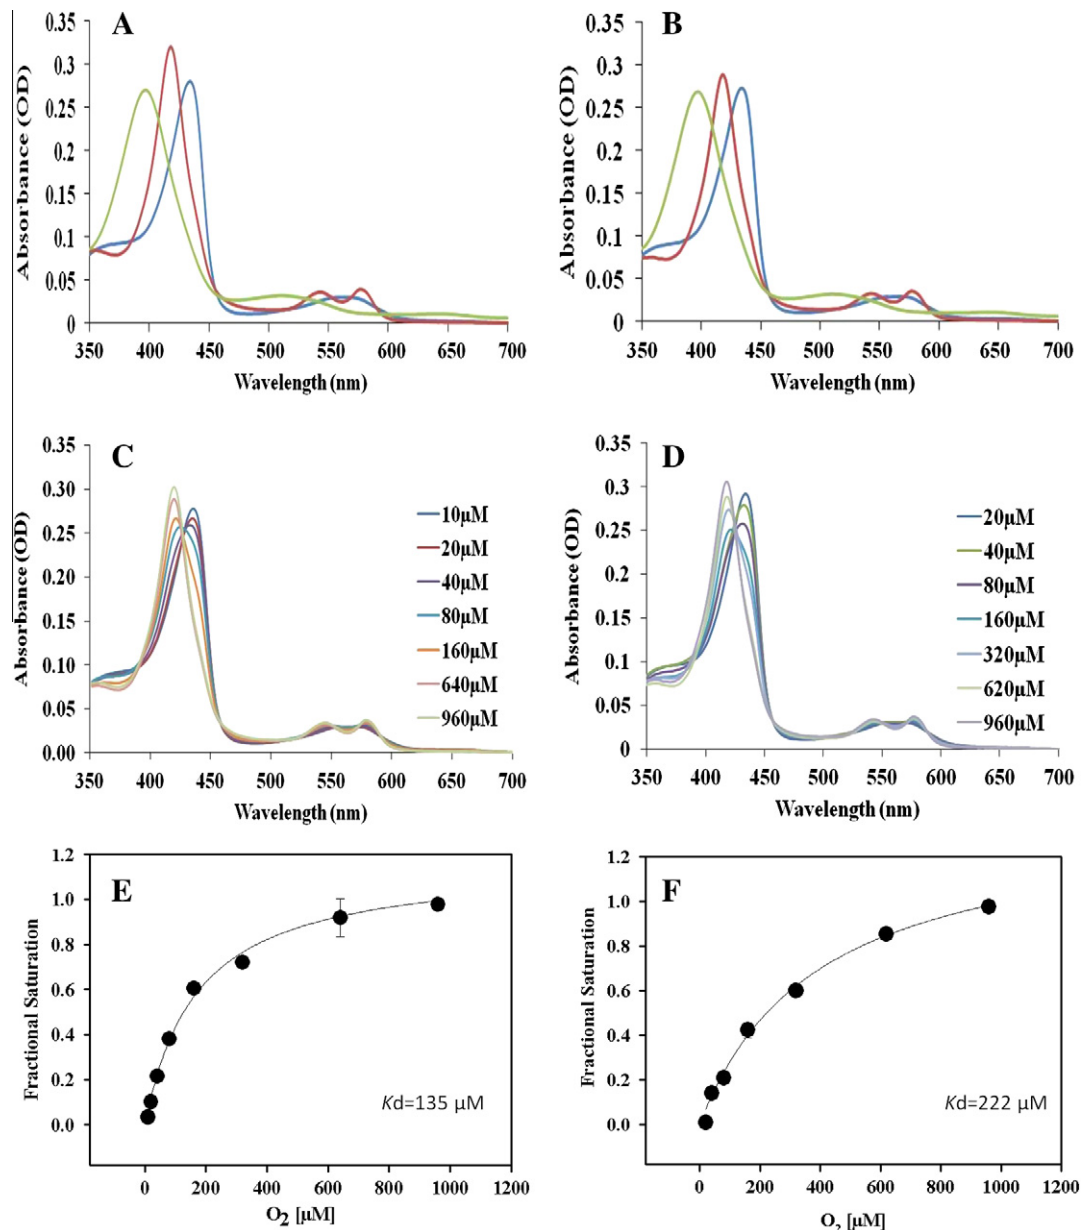 A
Absorbance (OD)
0.35
0.3
0.25
0.2
0.15
0.1
0.05
0
350 400 450 500 550 600 650 700
Wavelength (nm)
B
Absorbance (OD)
0.35
0.3
0.25
0.2
0.15
0.1
0.05
0
350 400 450 500 550 600 650 700
Wavelength (nm)
C
Absorbance (OD)
0.35
0.30
0.25
0.20
0.15
0.10
0.05
0.00
350 400 450 500 550 600 650 700
Wavelength (nm)
10µM
20µM
40µM
80µM
160µM
640µM
960µM
D
Absorbance (OD)
0.35
0.3
0.25
0.2
0.15
0.1
0.05
0
350 400 450 500 550 600 650 700
Wavelength (nm)
20µM
40µM
80µM
160µM
320µM
620µM
960µM
E
Fractional Saturation
1.2
1.0
0.8
0.6
0.4
0.2
0.0
Kd=135 µM
0 200 400 600 800 1000 1200
O2 [µM]
F
Fractional Saturation
1.2
1.0
0.8
0.6
0.4
0.2
0.0
Kd=222 µM
0 200 400 600 800 1000 1200
O2 [µM]